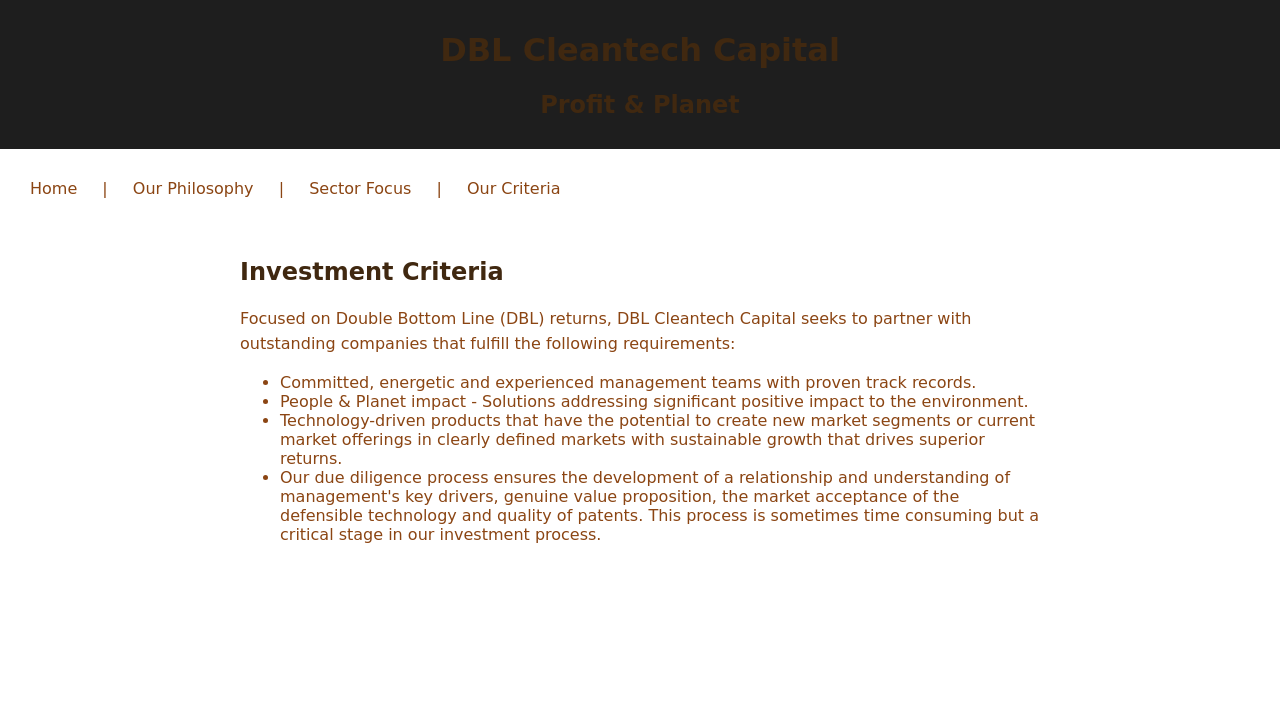 DBL Cleantech Capital
Profit & Planet
Home | Our Philosophy | Sector Focus | Our Criteria
Investment Criteria
Focused on Double Bottom Line (DBL) returns, DBL Cleantech Capital seeks to partner with
outstanding companies that fulfill the following requirements:
• Committed, energetic and experienced management teams with proven track records.
• People & Planet impact - Solutions addressing significant positive impact to the environment.
• Technology-driven products that have the potential to create new market segments or current
market offerings in clearly defined markets with sustainable growth that drives superior
returns.
• Our due diligence process ensures the development of a relationship and understanding of
management's key drivers, genuine value proposition, the market acceptance of the
defensible technology and quality of patents. This process is sometimes time consuming but a
critical stage in our investment process.